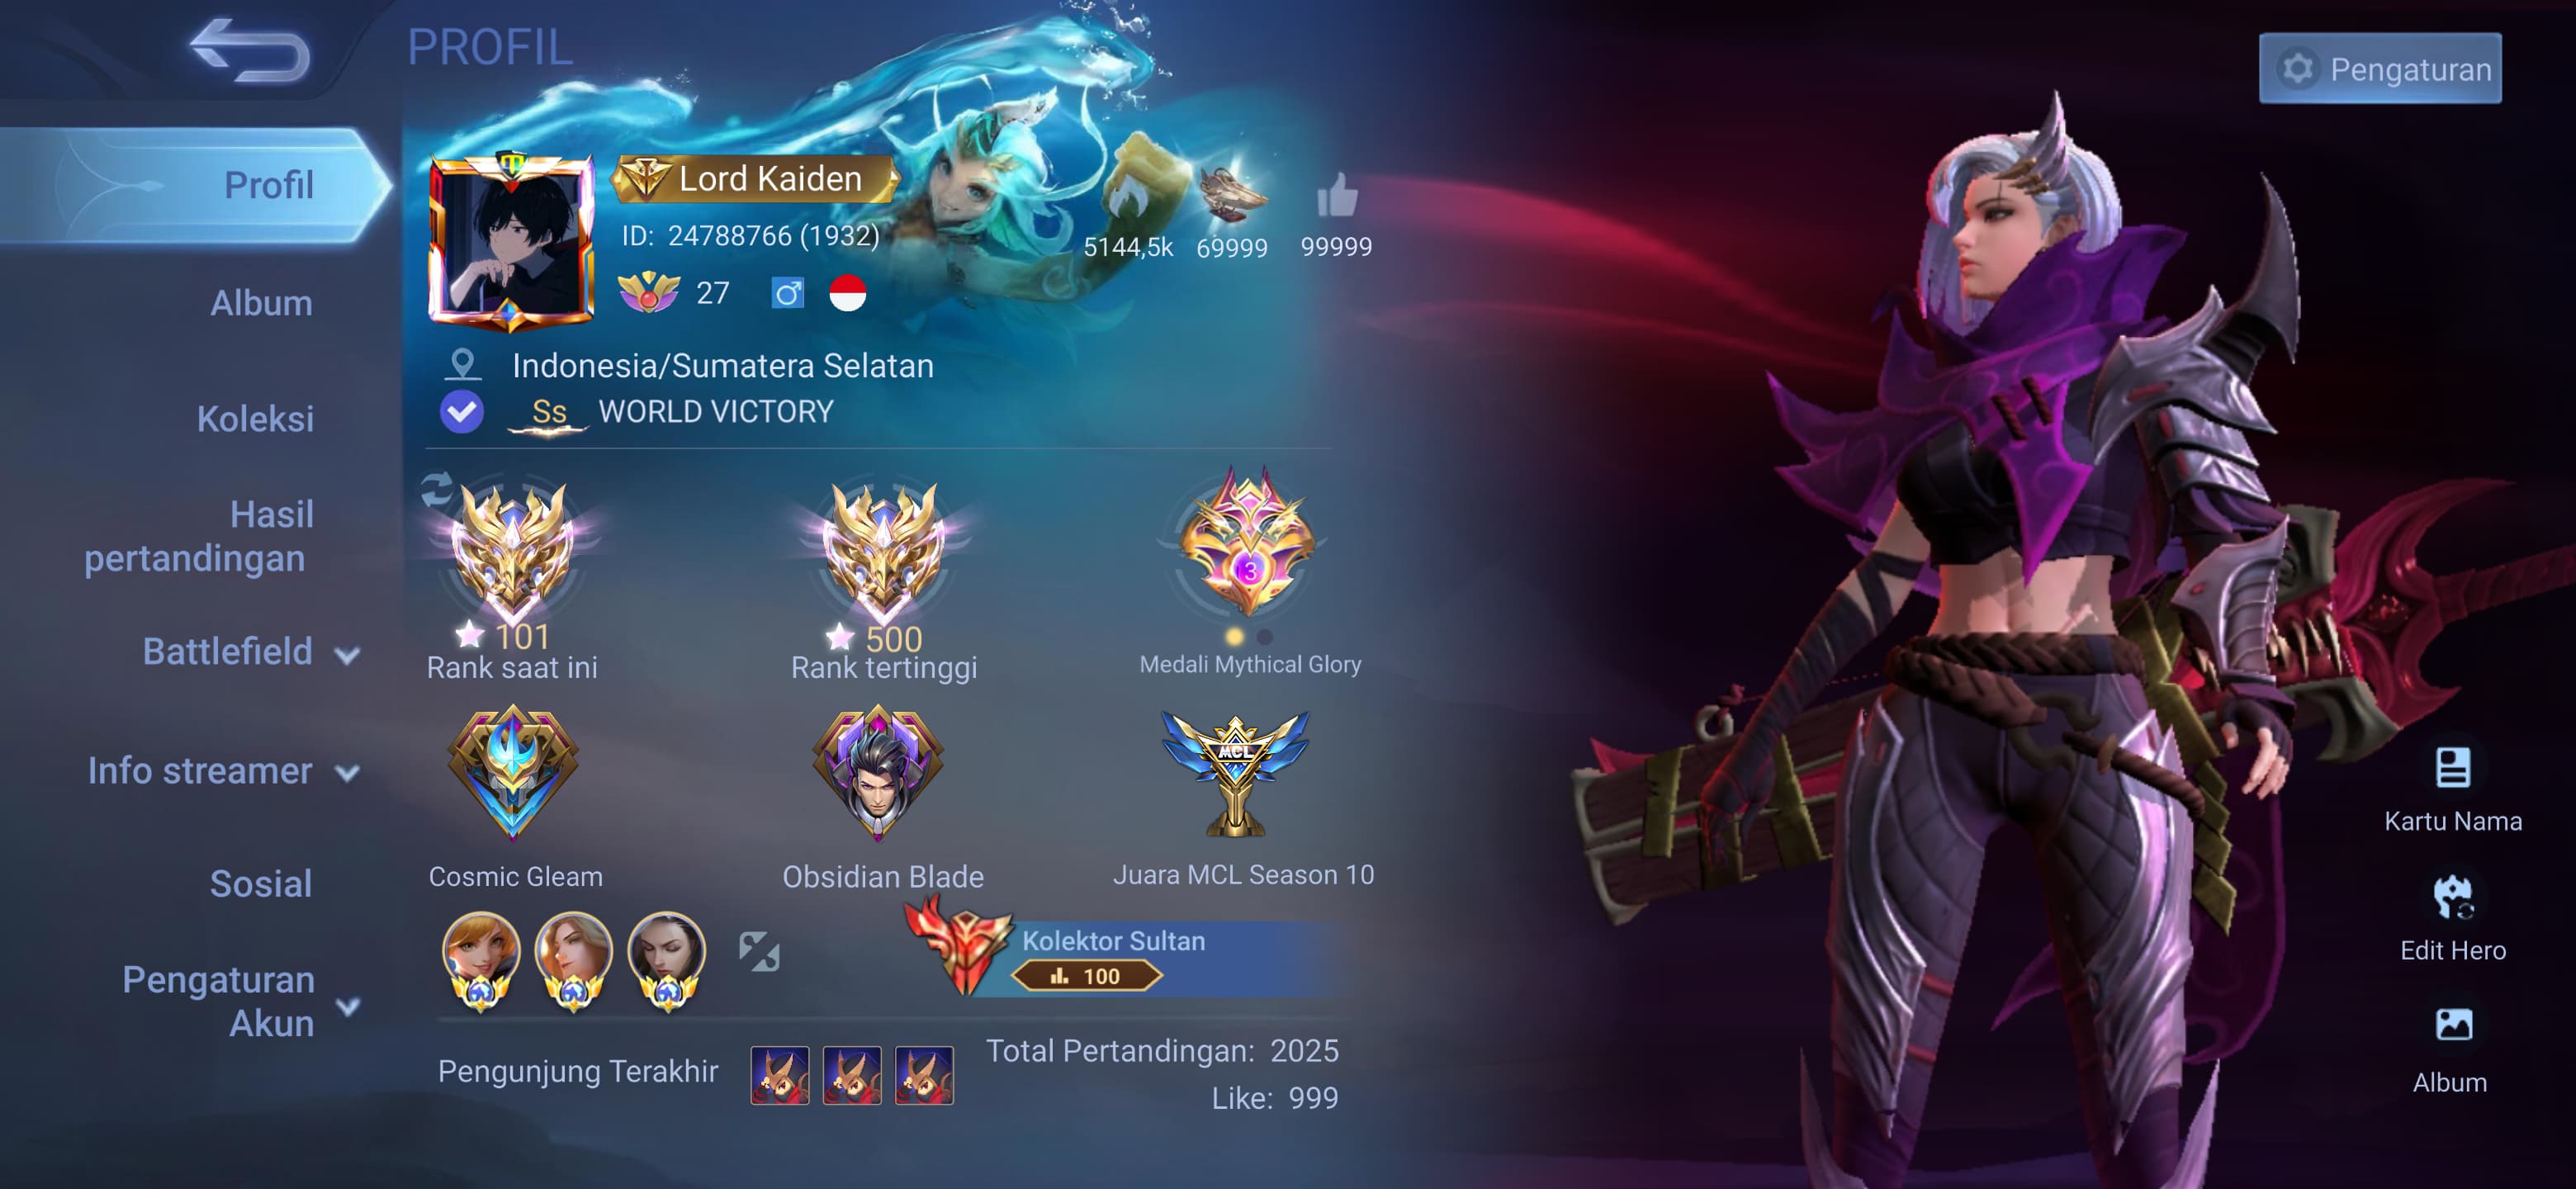 PROFIL
Pengaturan
Profil
Album
Koleksi
Hasil
pertandingan
Battlefield
Info streamer
Sosial
Pengaturan
Akun
Lord Kaiden
ID: 24788766 (1932)
27
5144,5k
69999
99999
Indonesia/Sumatera Selatan
Ss WORLD VICTORY
101
Rank saat ini
500
Rank tertinggi
3
Medali Mythical Glory
Cosmic Gleam
Obsidian Blade
MCL
Juara MCL Season 10
Kolektor Sultan
100
Pengunjung Terakhir
Total Pertandingan: 2025
Like: 999
Kartu Nama
Edit Hero
Album